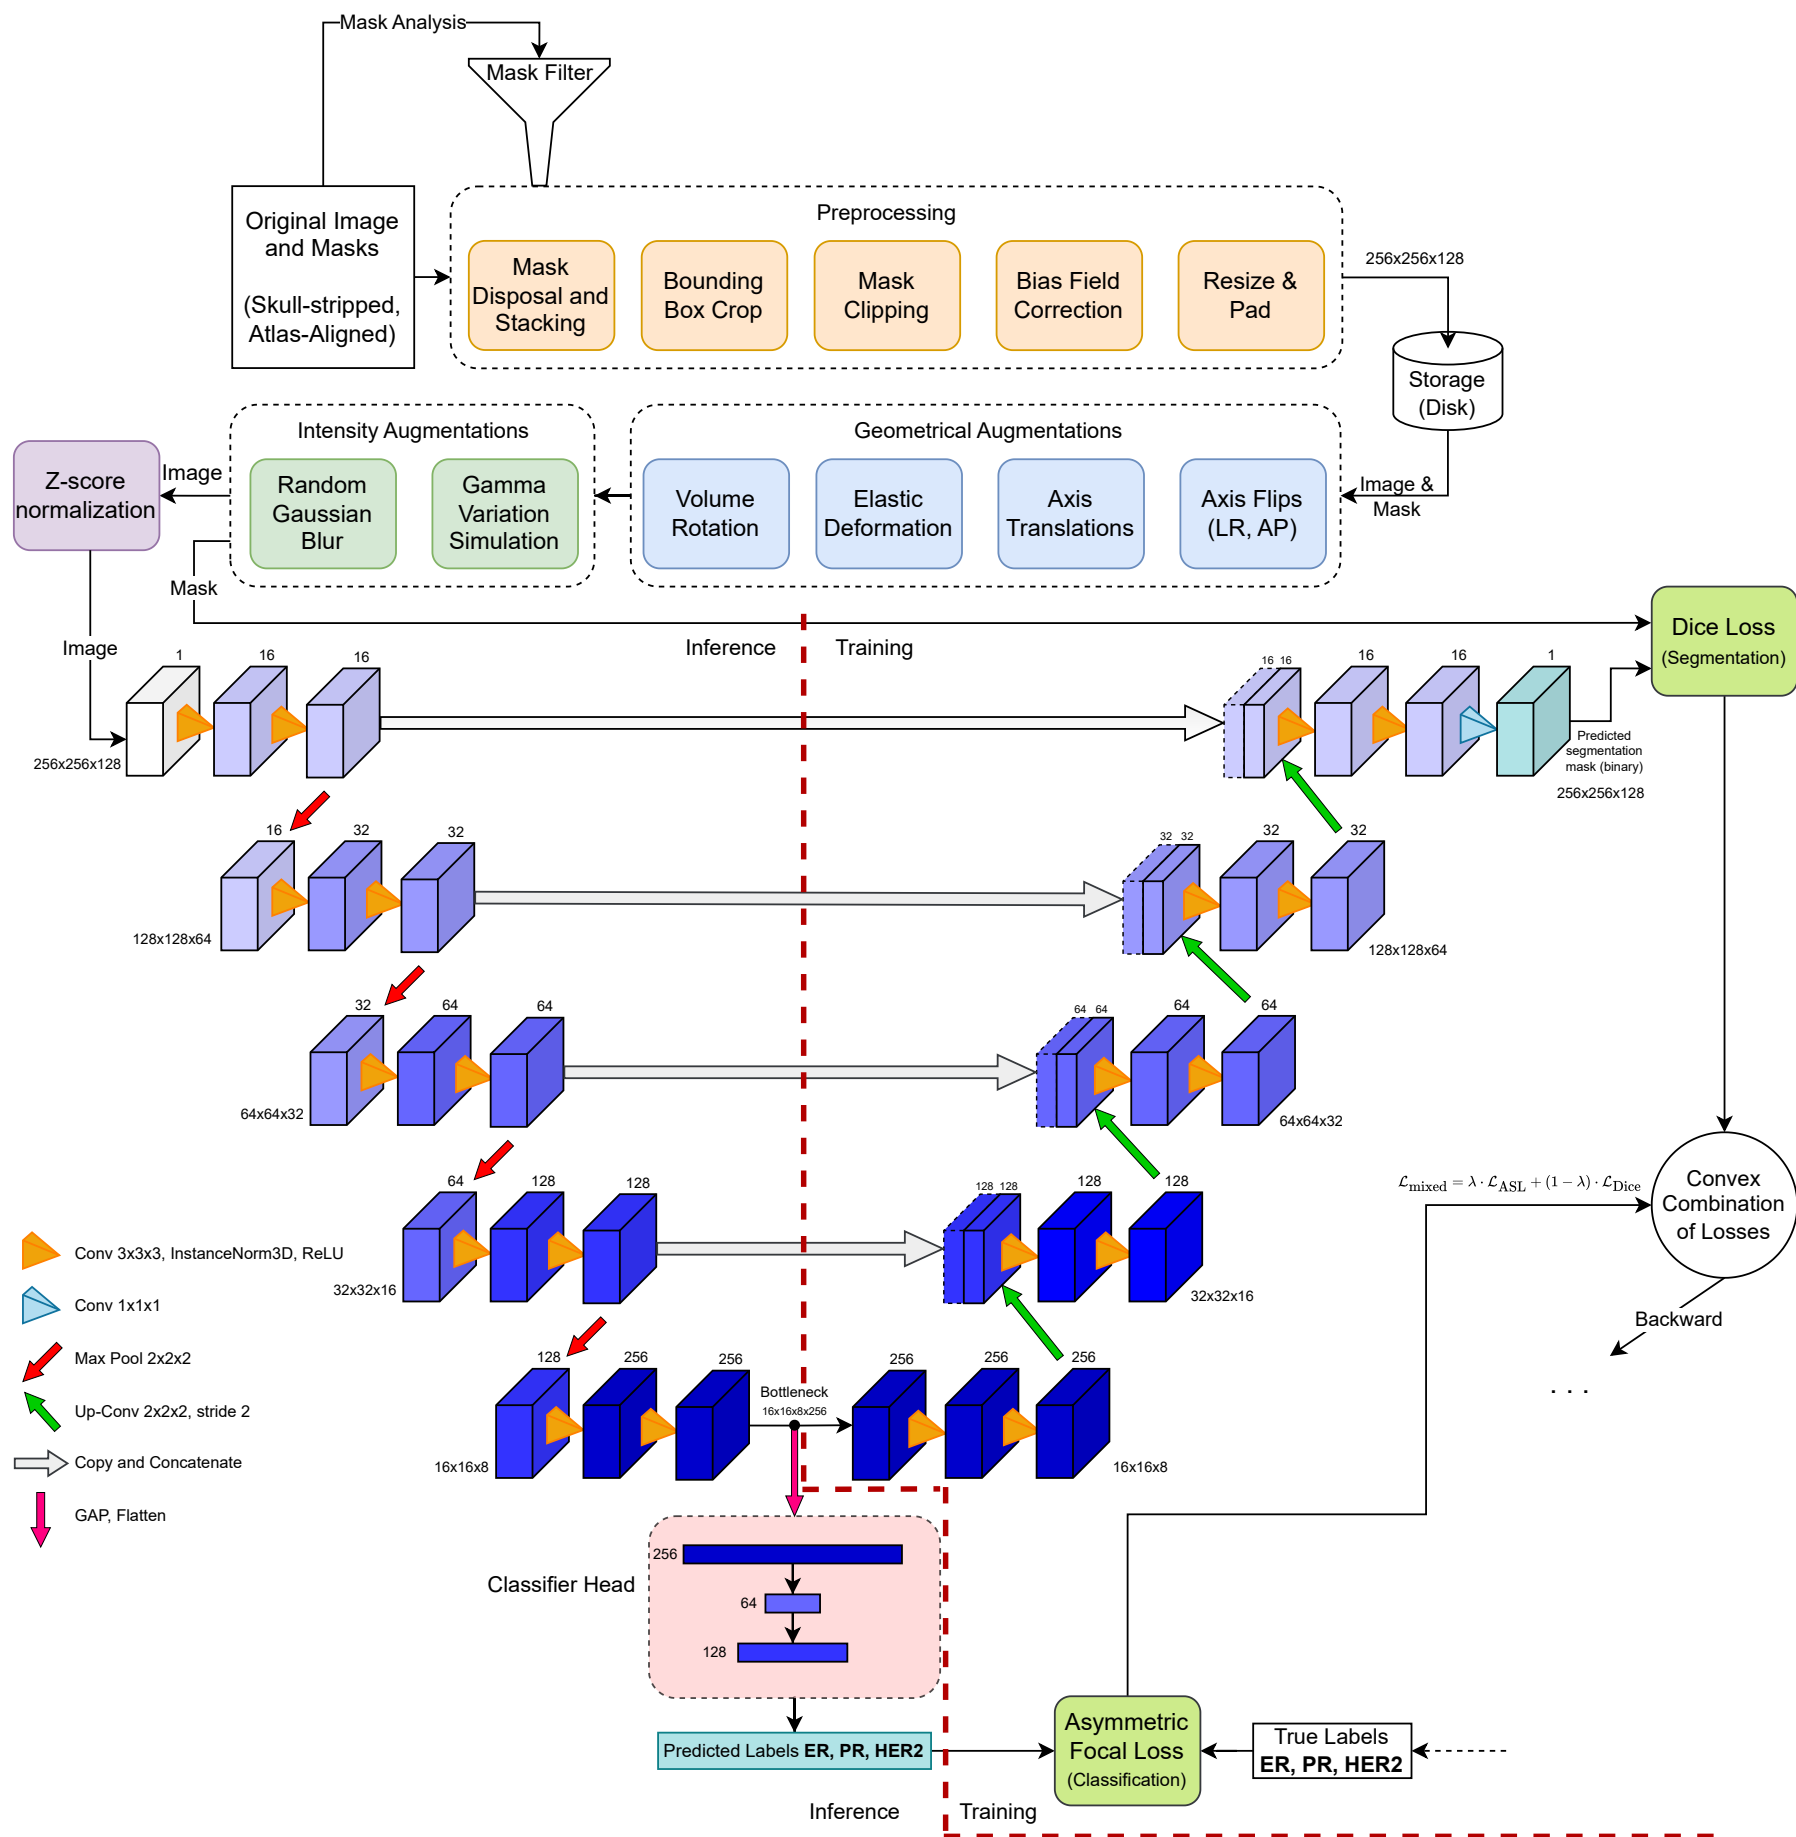 Mask Analysis
Mask Filter
Original Image
and Masks
(Skull-stripped,
Atlas-Aligned)
Preprocessing
Mask
Disposal and
Stacking
Bounding
Box Crop
Mask
Clipping
Bias Field
Correction
Resize &
Pad
256x256x128
Storage
(Disk)
Image &
Mask
Geometrical Augmentations
Volume
Rotation
Elastic
Deformation
Axis
Translations
Axis Flips
(LR, AP)
Intensity Augmentations
Random
Gaussian
Blur
Gamma
Variation
Simulation
Image
Z-score
normalization
Mask
Image
Inference
Training
Dice Loss
(Segmentation)
1
16
16
256x256x128
16 16
16
16
1
Predicted
segmentation
mask (binary)
256x256x128
16
32
32
128x128x64
32 32
32
32
128x128x64
32
64
64
64x64x32
64 64
64
64
64x64x32
64
128
128
32x32x16
128 128
128
128
32x32x16
128
256
256
16x16x8
Bottleneck
16x16x8x256
256
256
256
16x16x8
ℒmixed = λ · ℒASL + (1 − λ) · ℒDice
Convex
Combination
of Losses
Backward
. . .
Conv 3x3x3, InstanceNorm3D, ReLU
Conv 1x1x1
Max Pool 2x2x2
Up-Conv 2x2x2, stride 2
Copy and Concatenate
GAP, Flatten
Classifier Head
256
64
128
Predicted Labels ER, PR, HER2
Asymmetric
Focal Loss
(Classification)
True Labels
ER, PR, HER2
Inference
Training